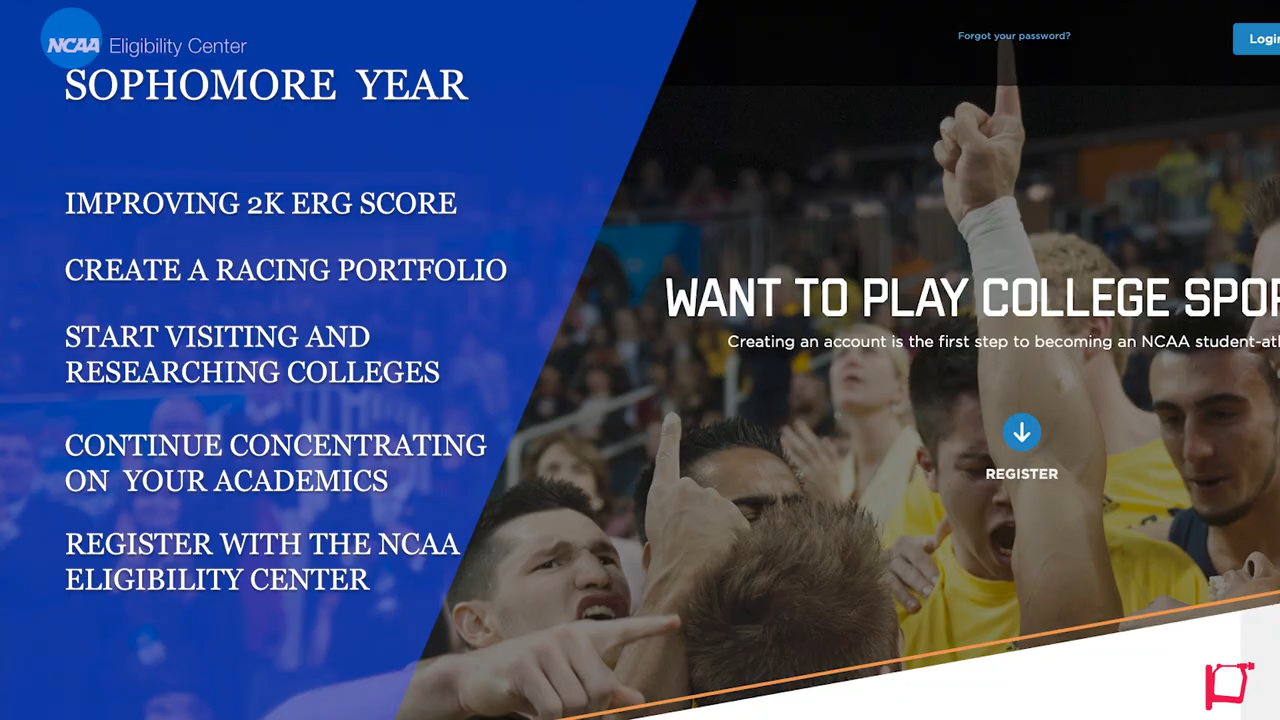 NCAA Eligibility Center
SOPHOMORE YEAR
IMPROVING 2K ERG SCORE
CREATE A RACING PORTFOLIO
START VISITING AND
RESEARCHING COLLEGES
CONTINUE CONCENTRATING
ON YOUR ACADEMICS
REGISTER WITH THE NCAA
ELIGIBILITY CENTER
Forgot your password?
Login
WANT TO PLAY COLLEGE SPOR
Creating an account is the first step to becoming an NCAA student-ath
REGISTER